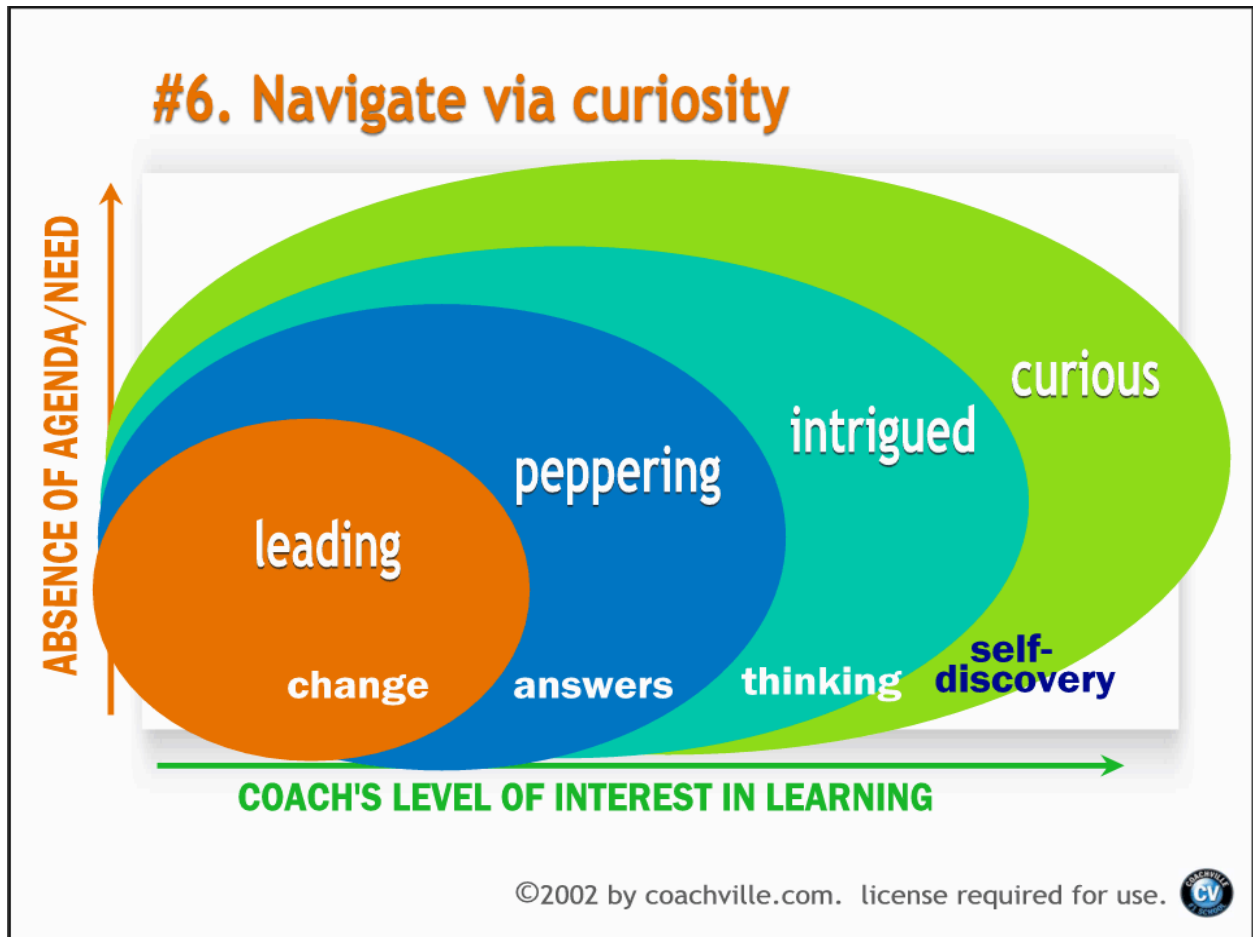 #6. Navigate via curiosity
ABSENCE OF AGENDA/NEED
curious
intrigued
peppering
leading
change
answers
thinking
self-
discovery
COACH'S LEVEL OF INTEREST IN LEARNING
©2002 by coachville.com. license required for use.
COACHVILLE
CV